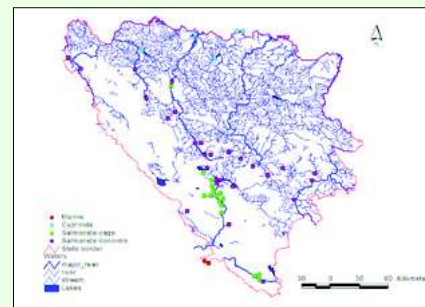 Marine
Cyprinids
Salmonids cage
Salmonids concrete
State border
Waters
major_river
river
stream
Lakes
30 0 30 60 Kilometers